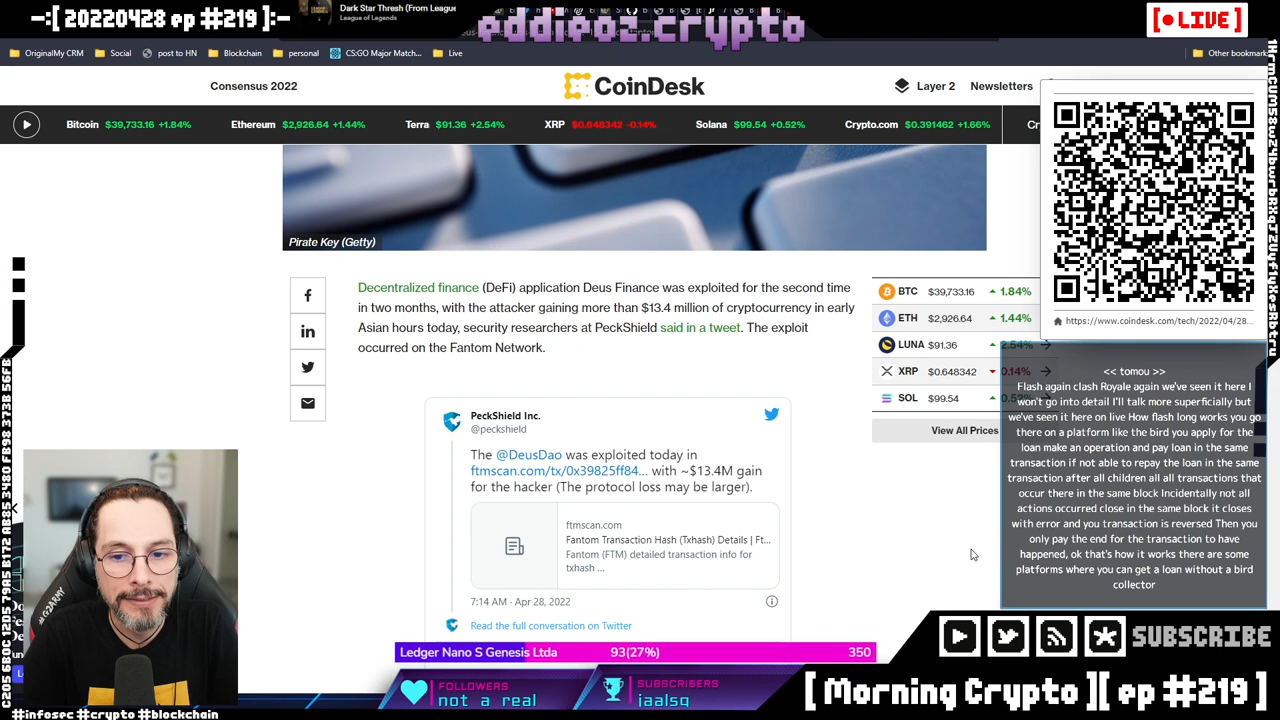 -:[ 20220428 ep #219 ]:-
Dark Star Thresh (From League
League of Legends
eddieoz.crypto
[● LIVE]
OriginalMy CRM
Social
post to HN
Blockchain
personal
CS:GO Major Match...
Live
Other bookmark
Consensus 2022
CoinDesk
Layer 2
Newsletters
Bitcoin $39,733.16 +1.84%
Ethereum $2,926.64 +1.44%
Terra $91.36 +2.54%
XRP $0.648342 -0.14%
Solana $99.54 +0.52%
Crypto.com $0.391462 +1.66%
Cr
Pirate Key (Getty)
Decentralized finance (DeFi) application Deus Finance was exploited for the second time
in two months, with the attacker gaining more than $13.4 million of cryptocurrency in early
Asian hours today, security researchers at PeckShield said in a tweet. The exploit
occurred on the Fantom Network.
BTC $39,733.16 1.84%
ETH $2,926.64 1.44%
LUNA $91.36 2.54%
XRP $0.648342 0.14%
SOL $99.54
View All Prices
https://www.coindesk.com/tech/2022/04/28...
PeckShield Inc.
@peckshield
The @DeusDao was exploited today in
ftmscan.com/tx/0x39825ff84... with ~$13.4M gain
for the hacker (The protocol loss may be larger).
ftmscan.com
Fantom Transaction Hash (Txhash) Details | Ft...
Fantom (FTM) detailed transaction info for
txhash ...
7:14 AM · Apr 28, 2022
Read the full conversation on Twitter
<< tomou >>
Flash again clash Royale again we've seen it here I
won't go into detail I'll talk more superficially but
we've seen it here on live How flash long works you go
there on a platform like the bird you apply for the
loan make an operation and pay loan in the same
transaction if not able to repay the loan in the same
transaction after all children all all transactions that
occur there in the same block Incidentally not all
actions occurred close in the same block it closes
with error and you transaction is reversed Then you
only pay the end for the transaction to have
happened, ok that's how it works there are some
platforms where you can get a loan without a bird
collector
Ledger Nano S Genesis Ltda 93(27%) 350
FOLLOWERS
not a real
SUBSCRIBERS
iaalsg
SUBSCRIBE
[ Morning Crypto ][ ep #219 ]
#infosec #crypto #blockchain